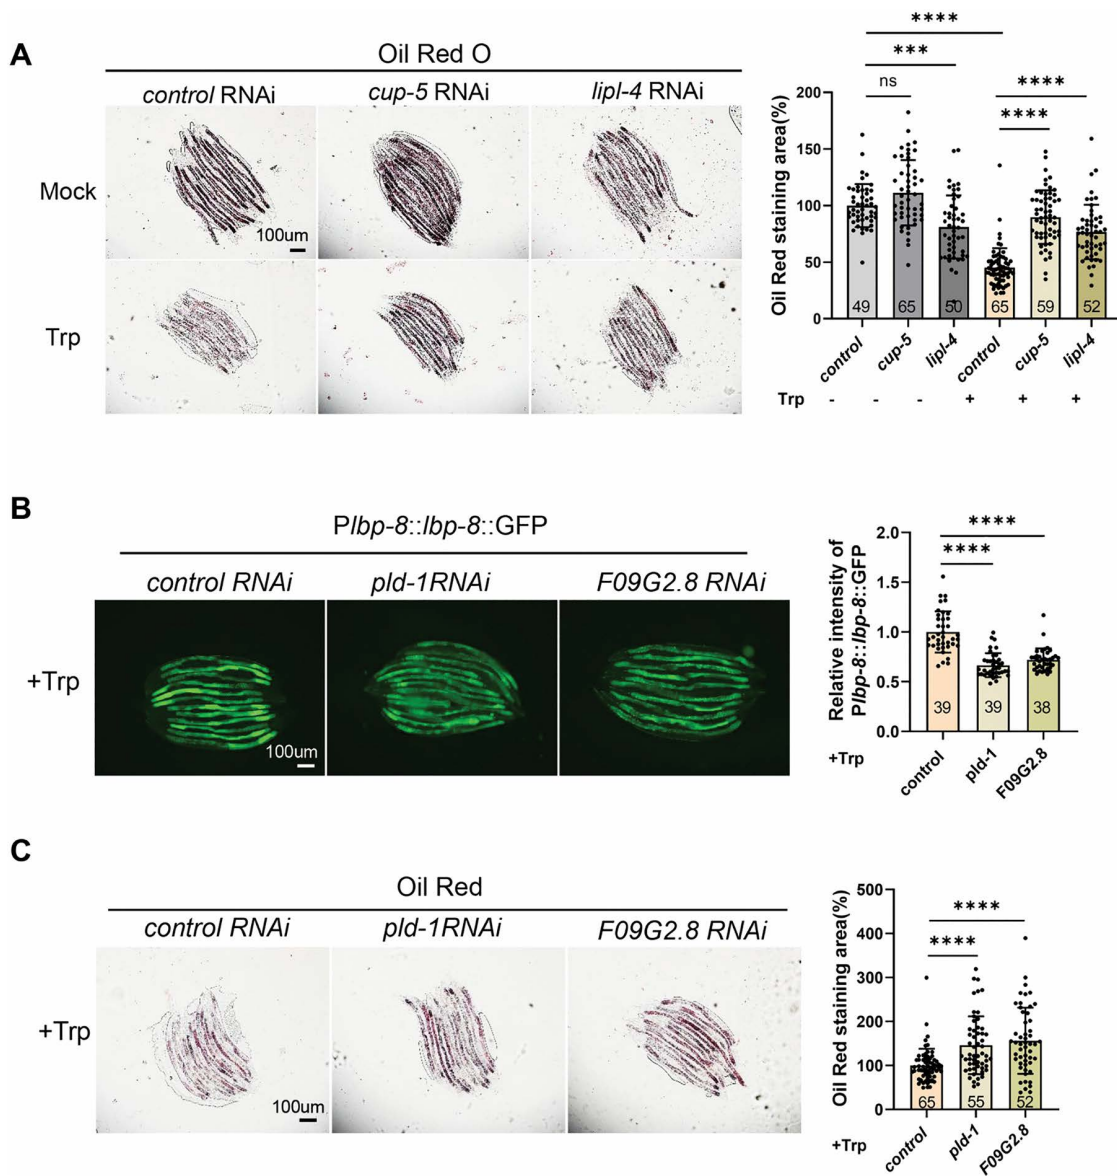 A
Oil Red O
control RNAi
cup-5 RNAi
lipl-4 RNAi
Mock
100um
Trp
****
***
ns
****
****
Oil Red staining area(%)
200
150
100
50
0
49
65
50
65
59
52
control
cup-5
lipl-4
control
cup-5
lipl-4
Trp - - - + + +
B
Plbp-8::lbp-8::GFP
control RNAi
pld-1RNAi
F09G2.8 RNAi
+Trp
100um
****
****
Relative intensity of
Plbp-8::lbp-8::GFP
2.0
1.5
1.0
0.5
0.0
39
39
38
+Trp
control
pld-1
F09G2.8
C
Oil Red
control RNAi
pld-1RNAi
F09G2.8 RNAi
+Trp
100um
****
****
Oil Red staining area(%)
500
400
300
200
100
0
65
55
52
+Trp
control
pld-1
F09G2.8